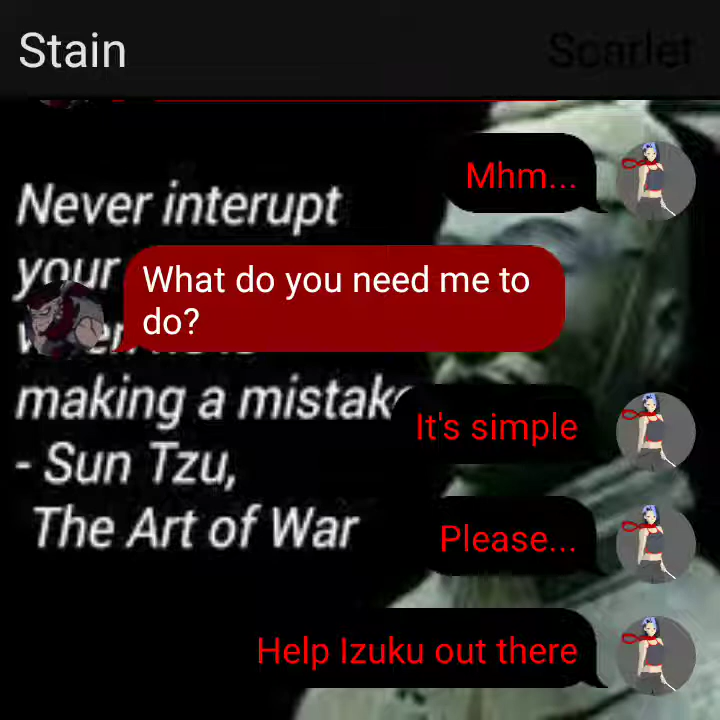 Stain
Scarlet
Mhm...
Never interupt
your
What do you need me to
do?
making a mistake
It's simple
- Sun Tzu,
The Art of War
Please...
Help Izuku out there